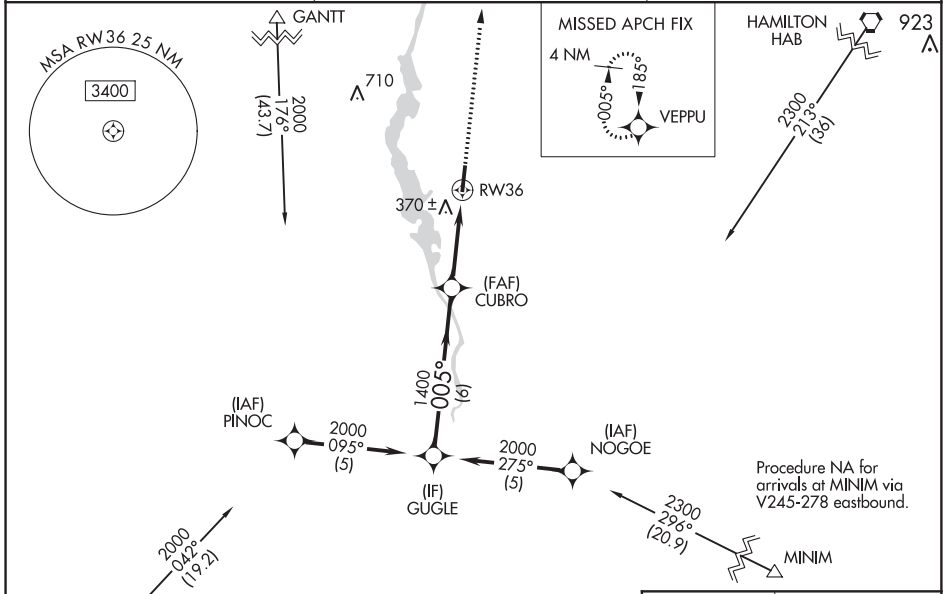 MSA RW36 25 NM
3400
GANTT
2000
176°
(43.7)
710
MISSED APCH FIX
4 NM
005°
185°
VEPPU
HAMILTON
HAB
923
2300
213°
(36)
RW36
370 ±
(FAF)
CUBRO
1400
005°
(6)
(IAF)
PINOC
2000
095°
(5)
(IF)
GUGLE
2000
275°
(5)
(IAF)
NOGOE
Procedure NA for
arrivals at MINIM via
V245-278 eastbound.
2300
296°
(20.9)
MINIM
2000
042°
(19.2)